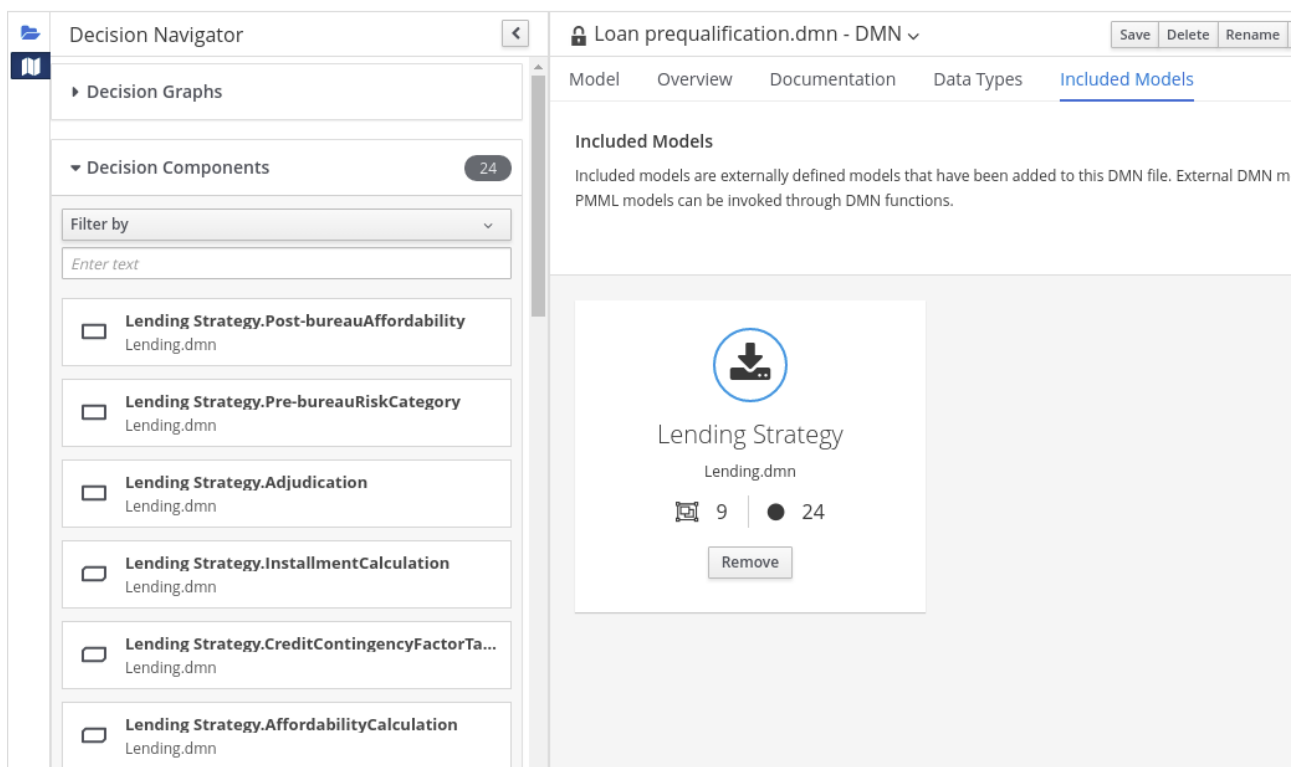 Decision Navigator
Decision Graphs
Decision Components 24
Filter by
Enter text
Lending Strategy.Post-bureauAffordability
Lending.dmn
Lending Strategy.Pre-bureauRiskCategory
Lending.dmn
Lending Strategy.Adjudication
Lending.dmn
Lending Strategy.InstallmentCalculation
Lending.dmn
Lending Strategy.CreditContingencyFactorTa...
Lending.dmn
Lending Strategy.AffordabilityCalculation
Lending.dmn
Loan prequalification.dmn - DMN
Save Delete Rename
Model Overview Documentation Data Types Included Models
Included Models
Included models are externally defined models that have been added to this DMN file. External DMN m
PMML models can be invoked through DMN functions.
Lending Strategy
Lending.dmn
9 24
Remove